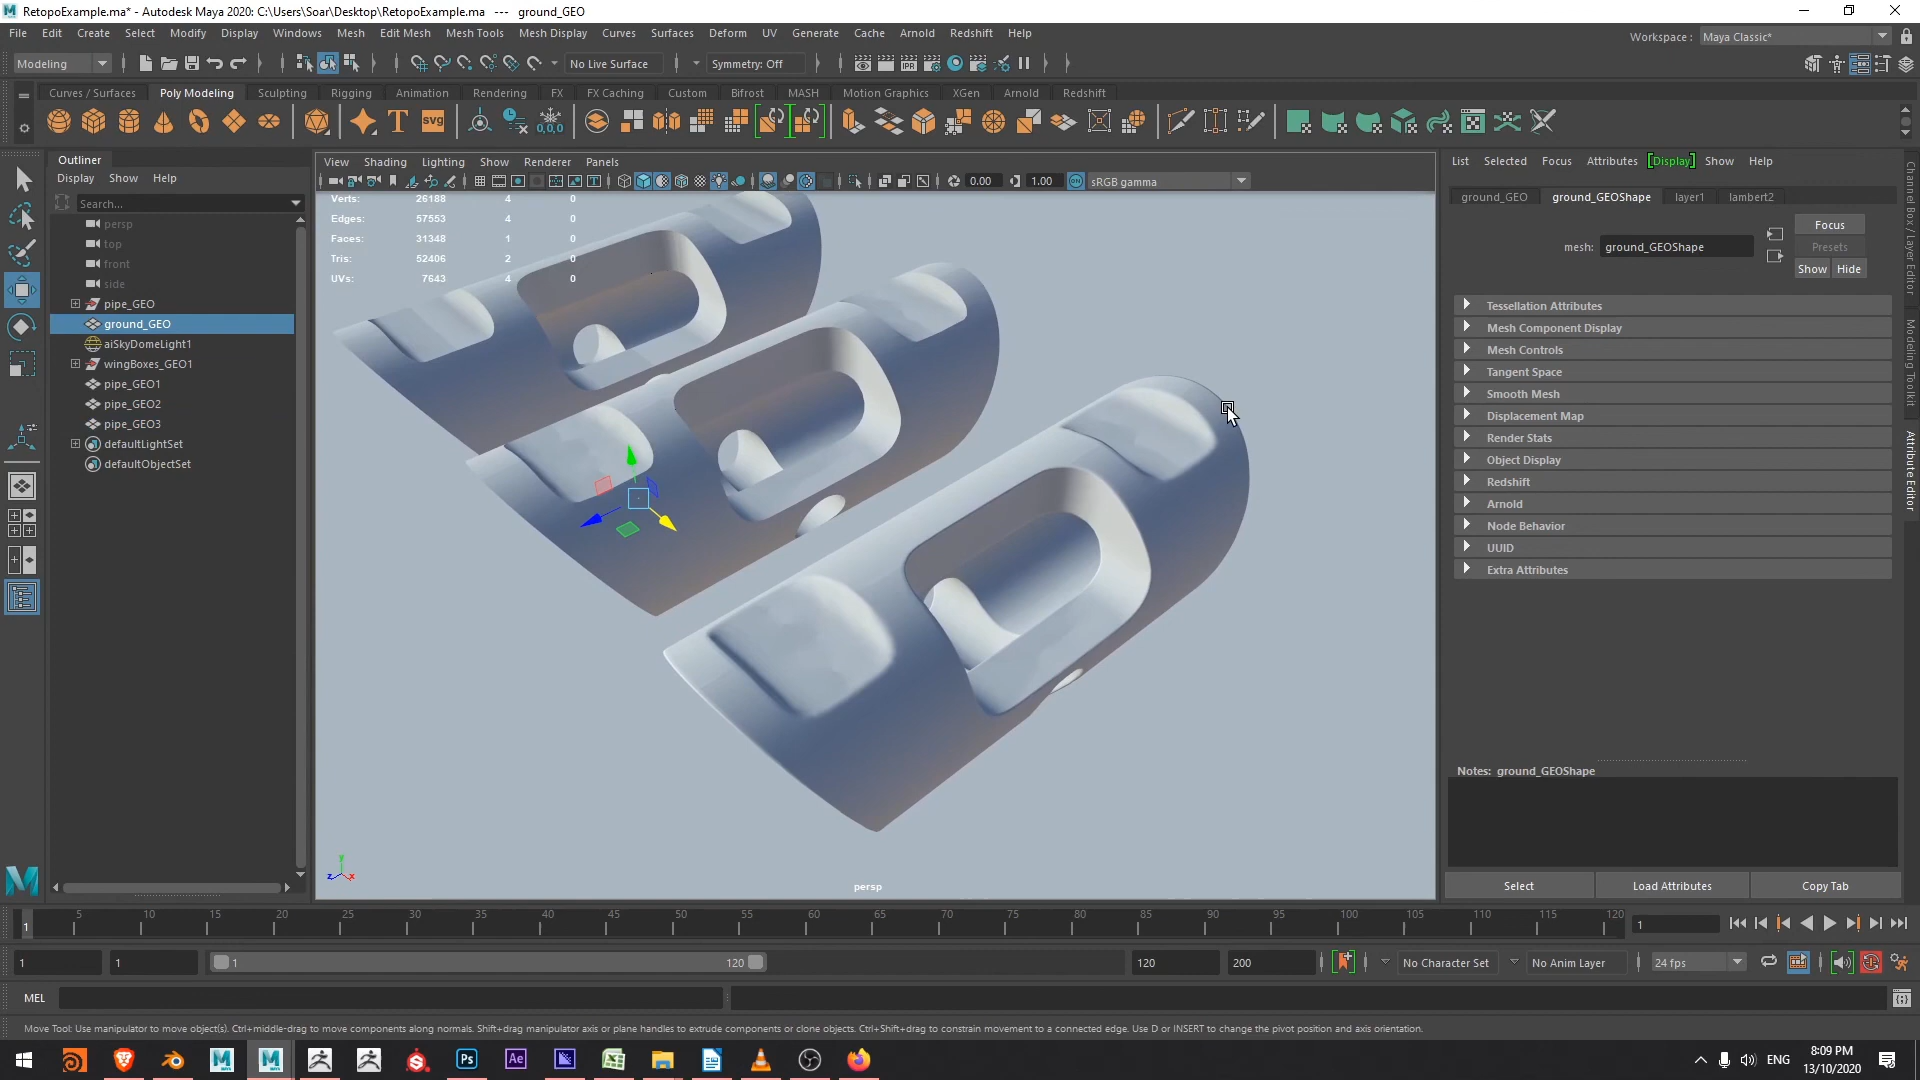 RetopoExample.ma* - Autodesk Maya 2020: C:\Users\Soar\Desktop\RetopoExample.ma --- ground_GEO
File Edit Create Select Modify Display Windows Mesh Edit Mesh Mesh Tools Mesh Display Curves Surfaces Deform UV Generate Cache Arnold Redshift Help
Workspace : Maya Classic*
Modeling No Live Surface Symmetry: Off
Curves / Surfaces Poly Modeling Sculpting Rigging Animation Rendering FX FX Caching Custom Bifrost MASH Motion Graphics XGen Arnold Redshift
Outliner
Display Show Help
Search...
persp
top
front
side
pipe_GEO
ground_GEO
aiSkyDomeLight1
wingBoxes_GEO1
pipe_GEO1
pipe_GEO2
pipe_GEO3
defaultLightSet
defaultObjectSet
View Shading Lighting Show Renderer Panels
0.00 1.00 ON sRGB gamma
Verts: 26188 4 0
Edges: 57553 4 0
Faces: 31348 1 0
Tris: 52406 2 0
UVs: 7643 4 0
y
z x
persp
List Selected Focus Attributes Display Show Help
ground_GEO ground_GEOShape layer1 lambert2
Focus
mesh: ground_GEOShape
Presets
Show Hide
Tessellation Attributes
Mesh Component Display
Mesh Controls
Tangent Space
Smooth Mesh
Displacement Map
Render Stats
Object Display
Redshift
Arnold
Node Behavior
UUID
Extra Attributes
Notes: ground_GEOShape
Select Load Attributes Copy Tab
Channel Box / Layer Editor
Modeling Toolkit
Attribute Editor
1 5 10 15 20 25 30 35 40 45 50 55 60 65 70 75 80 85 90 95 100 105 110 115 120 1
1 1 1 120 120 200 No Character Set No Anim Layer 24 fps
MEL
Move Tool: Use manipulator to move object(s). Ctrl+middle-drag to move components along normals. Shift+drag manipulator axis or plane handles to extrude components or clone objects. Ctrl+Shift+drag to constrain movement to a connected edge. Use D or INSERT to change the pivot position and axis orientation.
Ps Ae
ENG
8:09 PM
13/10/2020